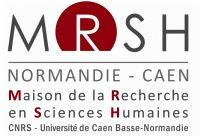 MRSH
NORMANDIE - CAEN
Maison de la Recherche
en Sciences Humaines
CNRS - Université de Caen Basse-Normandie